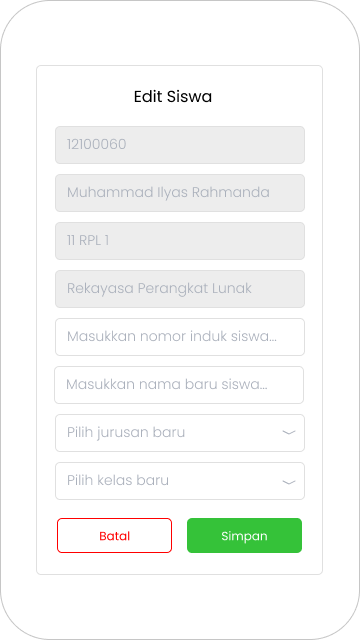 Edit Siswa
12100060
Muhammad Ilyas Rahmanda
11 RPL 1
Rekayasa Perangkat Lunak
Masukkan nomor induk siswa...
Masukkan nama baru siswa...
Pilih jurusan baru
Pilih kelas baru
Batal
Simpan